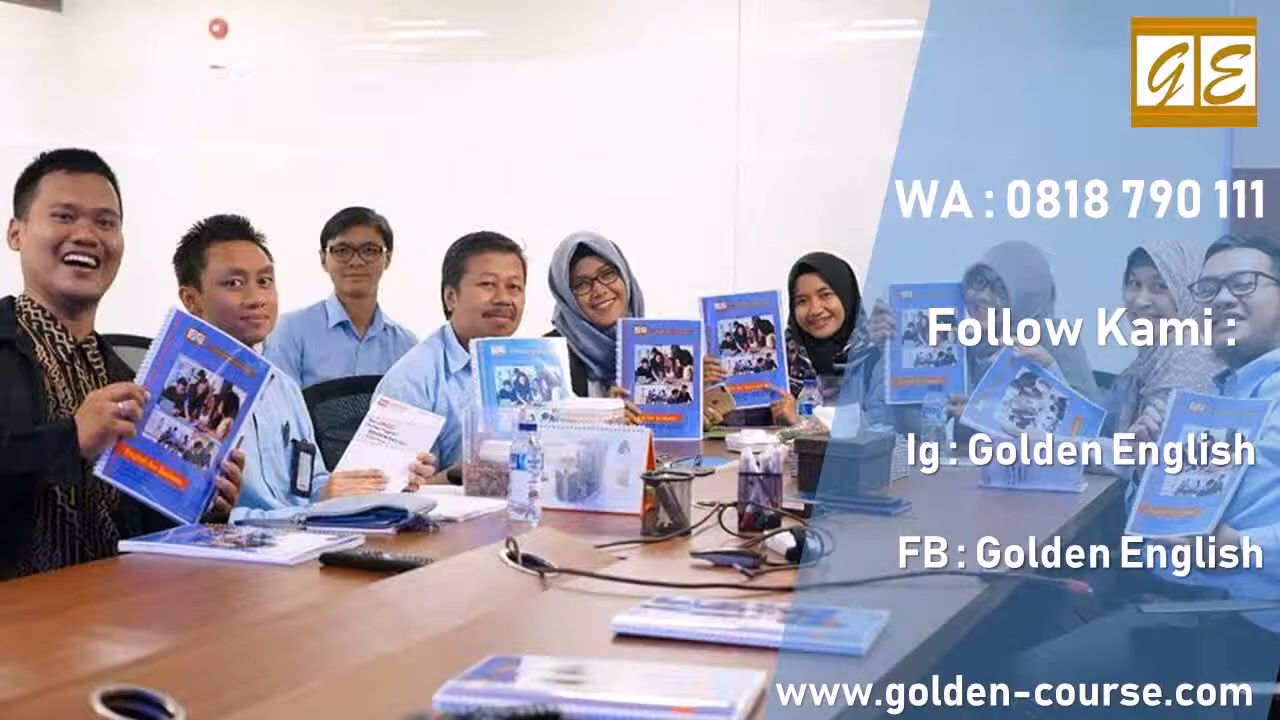 GE
WA : 0818 790 111
Follow Kami :
Ig : Golden English
FB : Golden English
www.golden-course.com